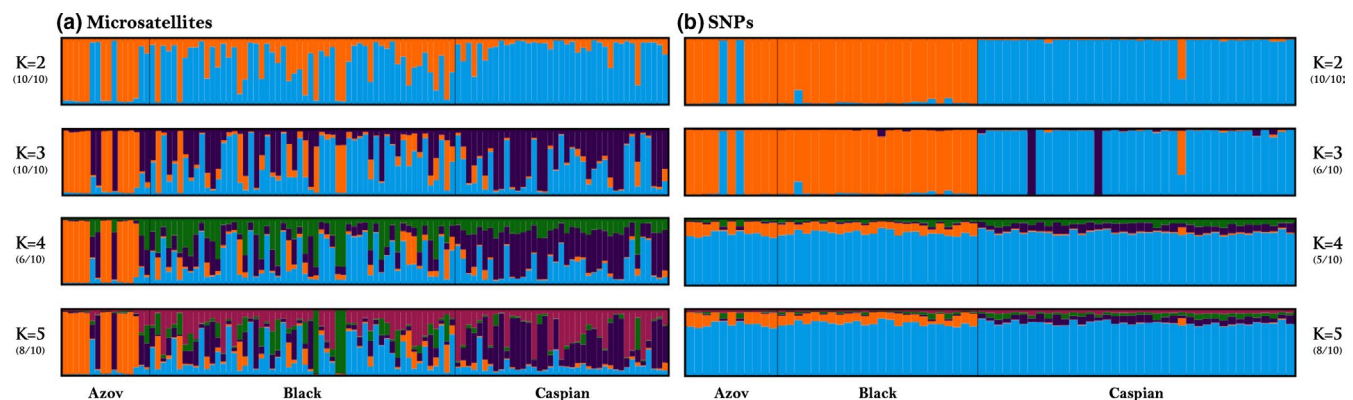 (a) Microsatellites
K=2
(10/10)
K=3
(10/10)
K=4
(6/10)
K=5
(8/10)
Azov Black Caspian
(b) SNPs
K=2
(10/10)
K=3
(6/10)
K=4
(5/10)
K=5
(8/10)
Azov Black Caspian